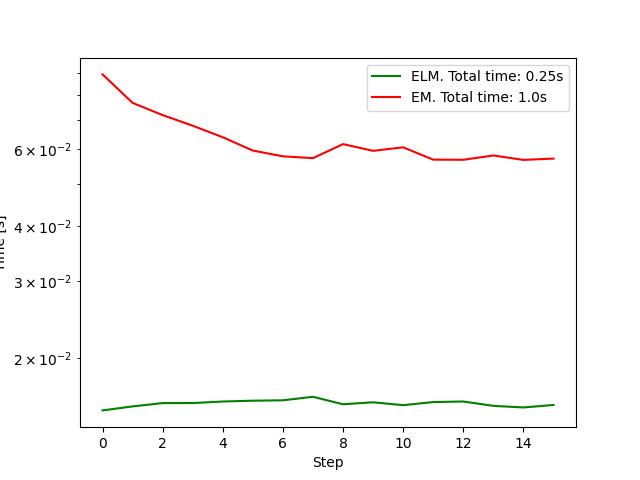 ELM. Total time: 0.25s
EM. Total time: 1.0s
6 × 10⁻²
4 × 10⁻²
3 × 10⁻²
2 × 10⁻²
0 2 4 6 8 10 12 14
Step